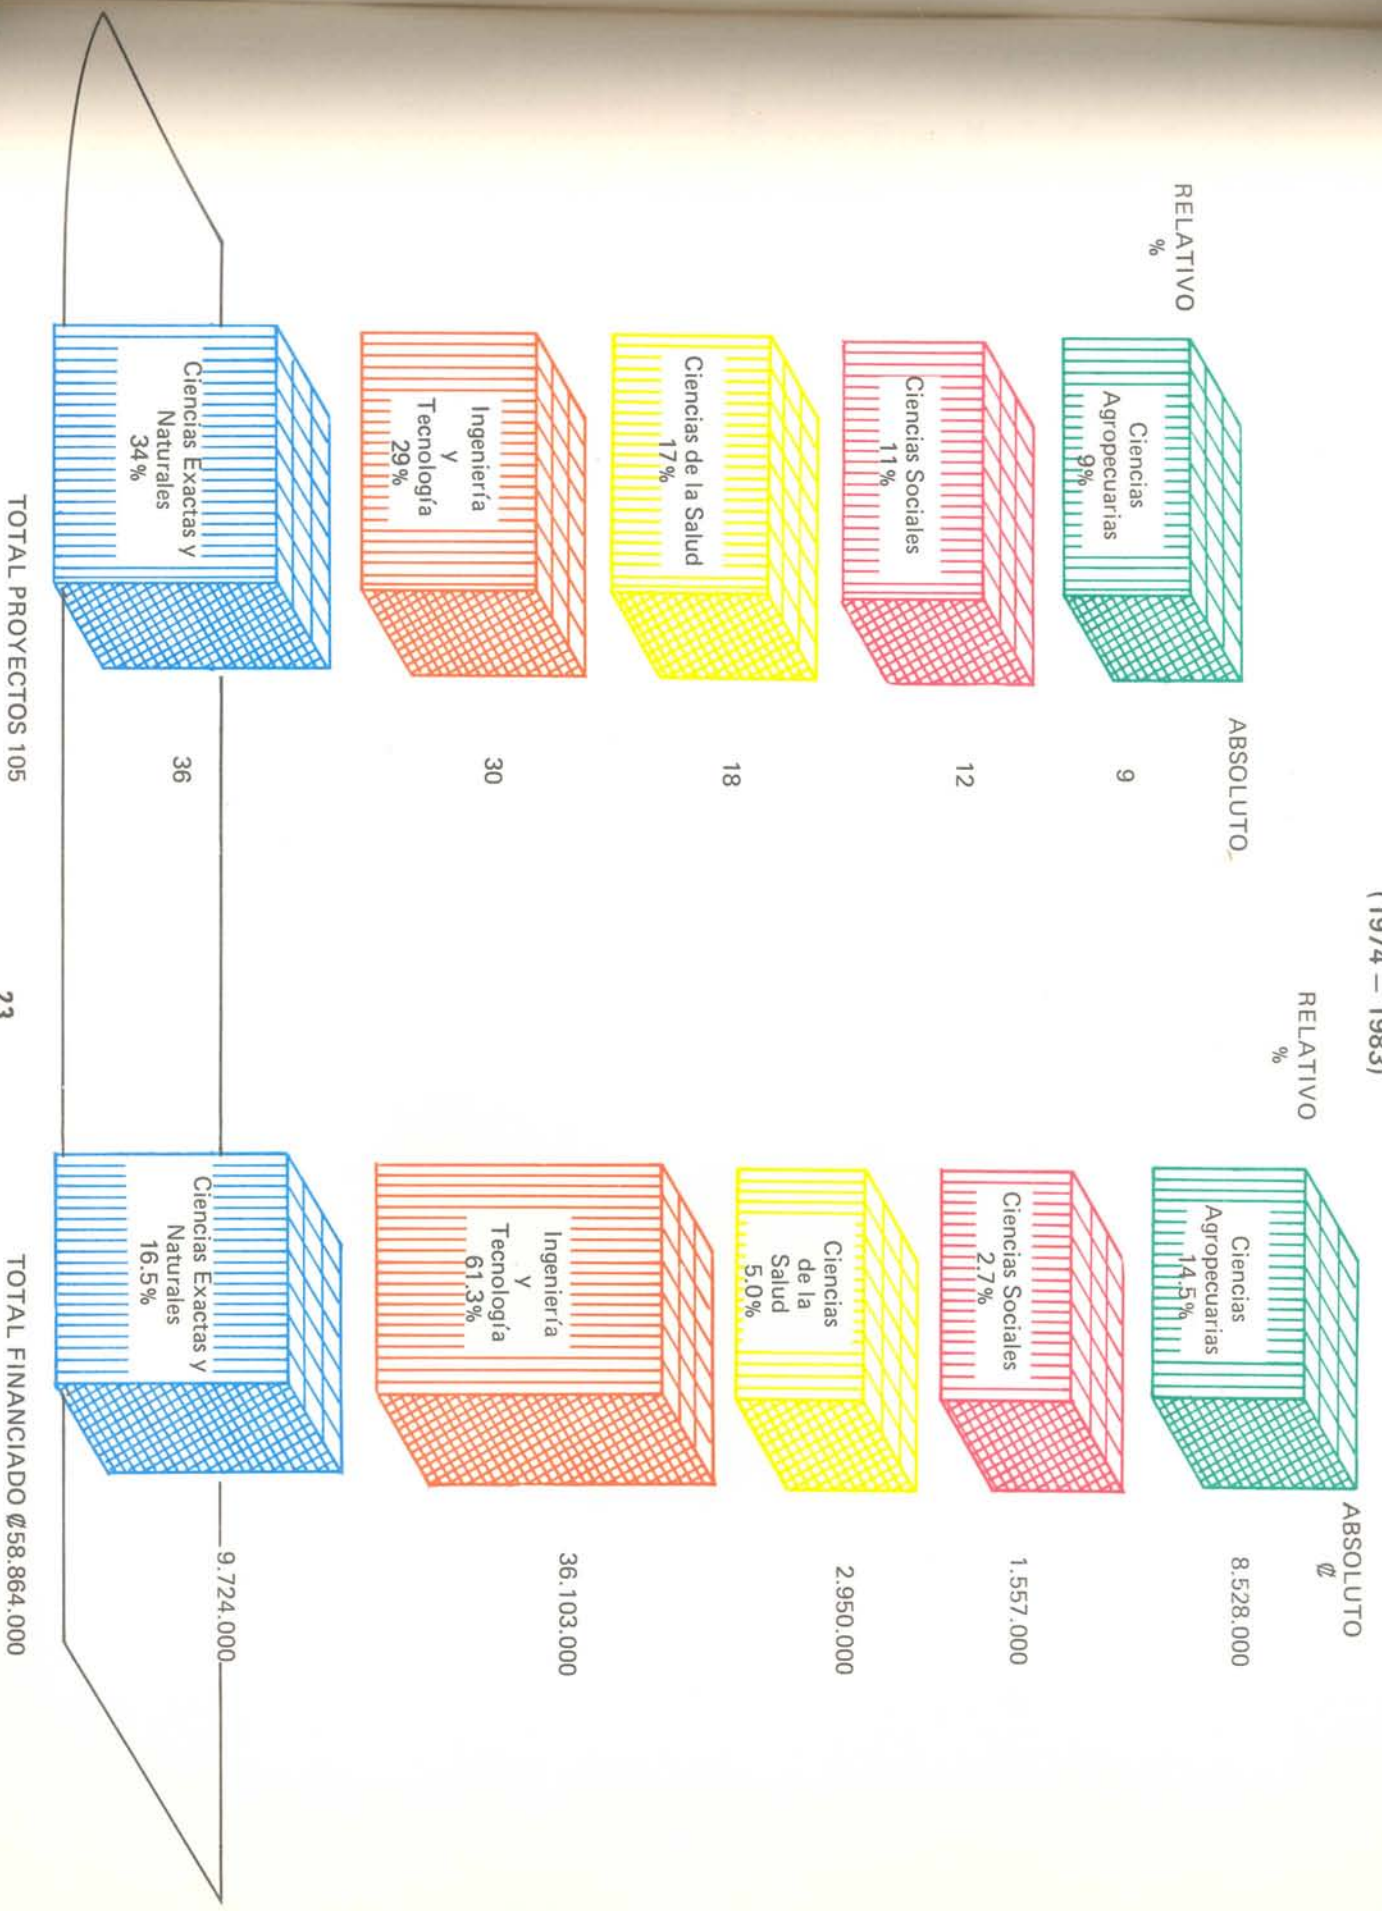 (1974 — 1983)
RELATIVO
%
ABSOLUTO
Ciencias
Agropecuarias
9%
9
Ciencias Sociales
11%
12
Ciencias de la Salud
17%
18
Ingeniería
y
Tecnología
29%
30
Ciencias Exactas y
Naturales
34%
36
TOTAL PROYECTOS 105
RELATIVO
%
ABSOLUTO
₡
Ciencias
Agropecuarias
14.5%
8.528.000
Ciencias Sociales
2.7%
1.557.000
Ciencias
de la
Salud
5.0%
2.950.000
Ingeniería
y
Tecnología
61.3%
36.103.000
Ciencias Exactas y
Naturales
16.5%
9.724.000
TOTAL FINANCIADO ₡58.864.000
23